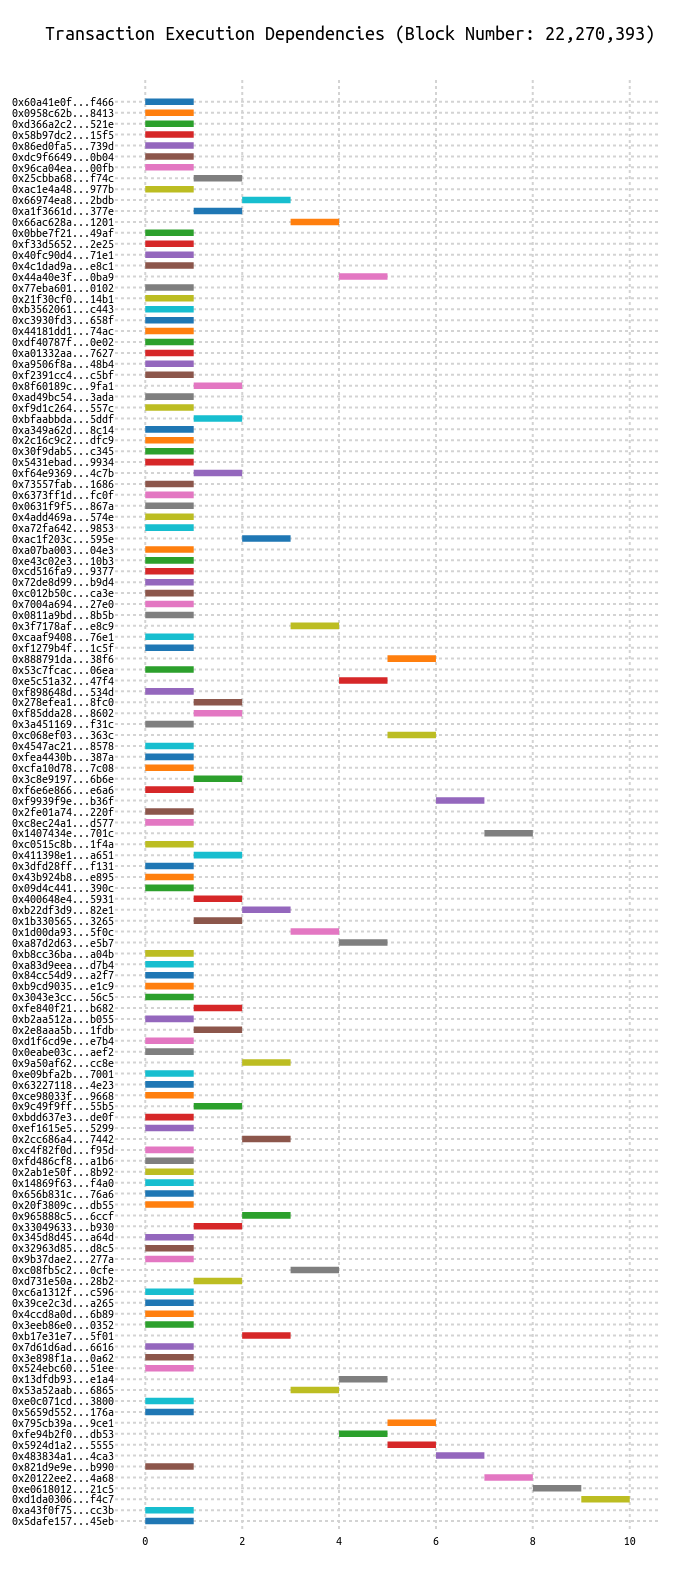 Transaction Execution Dependencies (Block Number: 22,270,393)
0x60a41e0f...f466
0x0958c62b...8413
0xd366a2c2...521e
0x58b97dc2...15f5
0x86ed0fa5...739d
0xdc9f6649...0b04
0x96ca04ea...00fb
0x25cbba68...f74c
0xac1e4a48...977b
0x66974ea8...2bdb
0xa1f3661d...377e
0x66ac628a...1201
0x0bbe7f21...49af
0xf33d5652...2e25
0x40fc90d4...71e1
0x4c1dad9a...e8c1
0x44a40e3f...0ba9
0x77eba601...0102
0x21f30cf0...14b1
0xb3562061...c443
0xc3930fd3...658f
0x44181dd1...74ac
0xdf40787f...0e02
0xa01332aa...7627
0xa9506f8a...48b4
0xf2391cc4...c5bf
0x8f60189c...9fa1
0xad49bc54...3ada
0xf9d1c264...557c
0xbfaabbda...5ddf
0xa349a62d...8c14
0x2c16c9c2...dfc9
0x30f9dab5...c345
0x5431ebad...9934
0xf64e9369...4c7b
0x73557fab...1686
0x6373ff1d...fc0f
0x0631f9f5...867a
0x4add469a...574e
0xa72fa642...9853
0xac1f203c...595e
0xa07ba003...04e3
0xe43c02e3...10b3
0xcd516fa9...9377
0x72de8d99...b9d4
0xc012b50c...ca3e
0x7004a694...27e0
0x0811a9bd...8b5b
0x3f7178af...e8c9
0xcaaf9408...76e1
0xf1279b4f...1c5f
0x888791da...38f6
0x53c7fcac...06ea
0xe5c51a32...47f4
0xf898648d...534d
0x278efea1...8fc0
0xf85dda28...8602
0x3a451169...f31c
0xc068ef03...363c
0x4547ac21...8578
0xfea4430b...387a
0xcfa10d78...7c08
0x3c8e9197...6b6e
0xf6e6e866...e6a6
0xf9939f9e...b36f
0x2fe01a74...220f
0xc8ec24a1...d577
0x1407434e...701c
0xc0515c8b...1f4a
0x411398e1...a651
0x3dfd28ff...f131
0x43b924b8...e895
0x09d4c441...390c
0x400648e4...5931
0xb22df3d9...82e1
0x1b330565...3265
0x1d00da93...5f0c
0xa87d2d63...e5b7
0xb8cc36ba...a04b
0xa83d9eea...d7b4
0x84cc54d9...a2f7
0xb9cd9035...e1c9
0x3043e3cc...56c5
0xfe840f21...b682
0xb2aa512a...b055
0x2e8aaa5b...1fdb
0xd1f6cd9e...e7b4
0x0eabe03c...aef2
0x9a50af62...cc8e
0xe09bfa2b...7001
0x63227118...4e23
0xce98033f...9668
0x9c49f9ff...55b5
0xbdd637e3...de0f
0xef1615e5...5299
0x2cc686a4...7442
0xc4f82f0d...f95d
0xfd486cf8...a1b6
0x2ab1e50f...8b92
0x14869f63...f4a0
0x656b831c...76a6
0x20f3809c...db55
0x965888c5...6ccf
0x33049633...b930
0x345d8d45...a64d
0x32963d85...d8c5
0x9b37dae2...277a
0xc08fb5c2...0cfe
0xd731e50a...28b2
0xc6a1312f...c596
0x39ce2c3d...a265
0x4ccd8a0d...6b89
0x3eeb86e0...0352
0xb17e31e7...5f01
0x7d61d6ad...6616
0x3e898f1a...0a62
0x524ebc60...51ee
0x13dfdb93...e1a4
0x53a52aab...6865
0xe0c071cd...3800
0x5659d552...176a
0x795cb39a...9ce1
0xfe94b2f0...db53
0x5924d1a2...5555
0x483834a1...4ca3
0x821d9e9e...b990
0x20122ee2...4a68
0xe0618012...21c5
0xd1da0306...f4c7
0xa43f0f75...cc3b
0x5dafe157...45eb
0 2 4 6 8 10